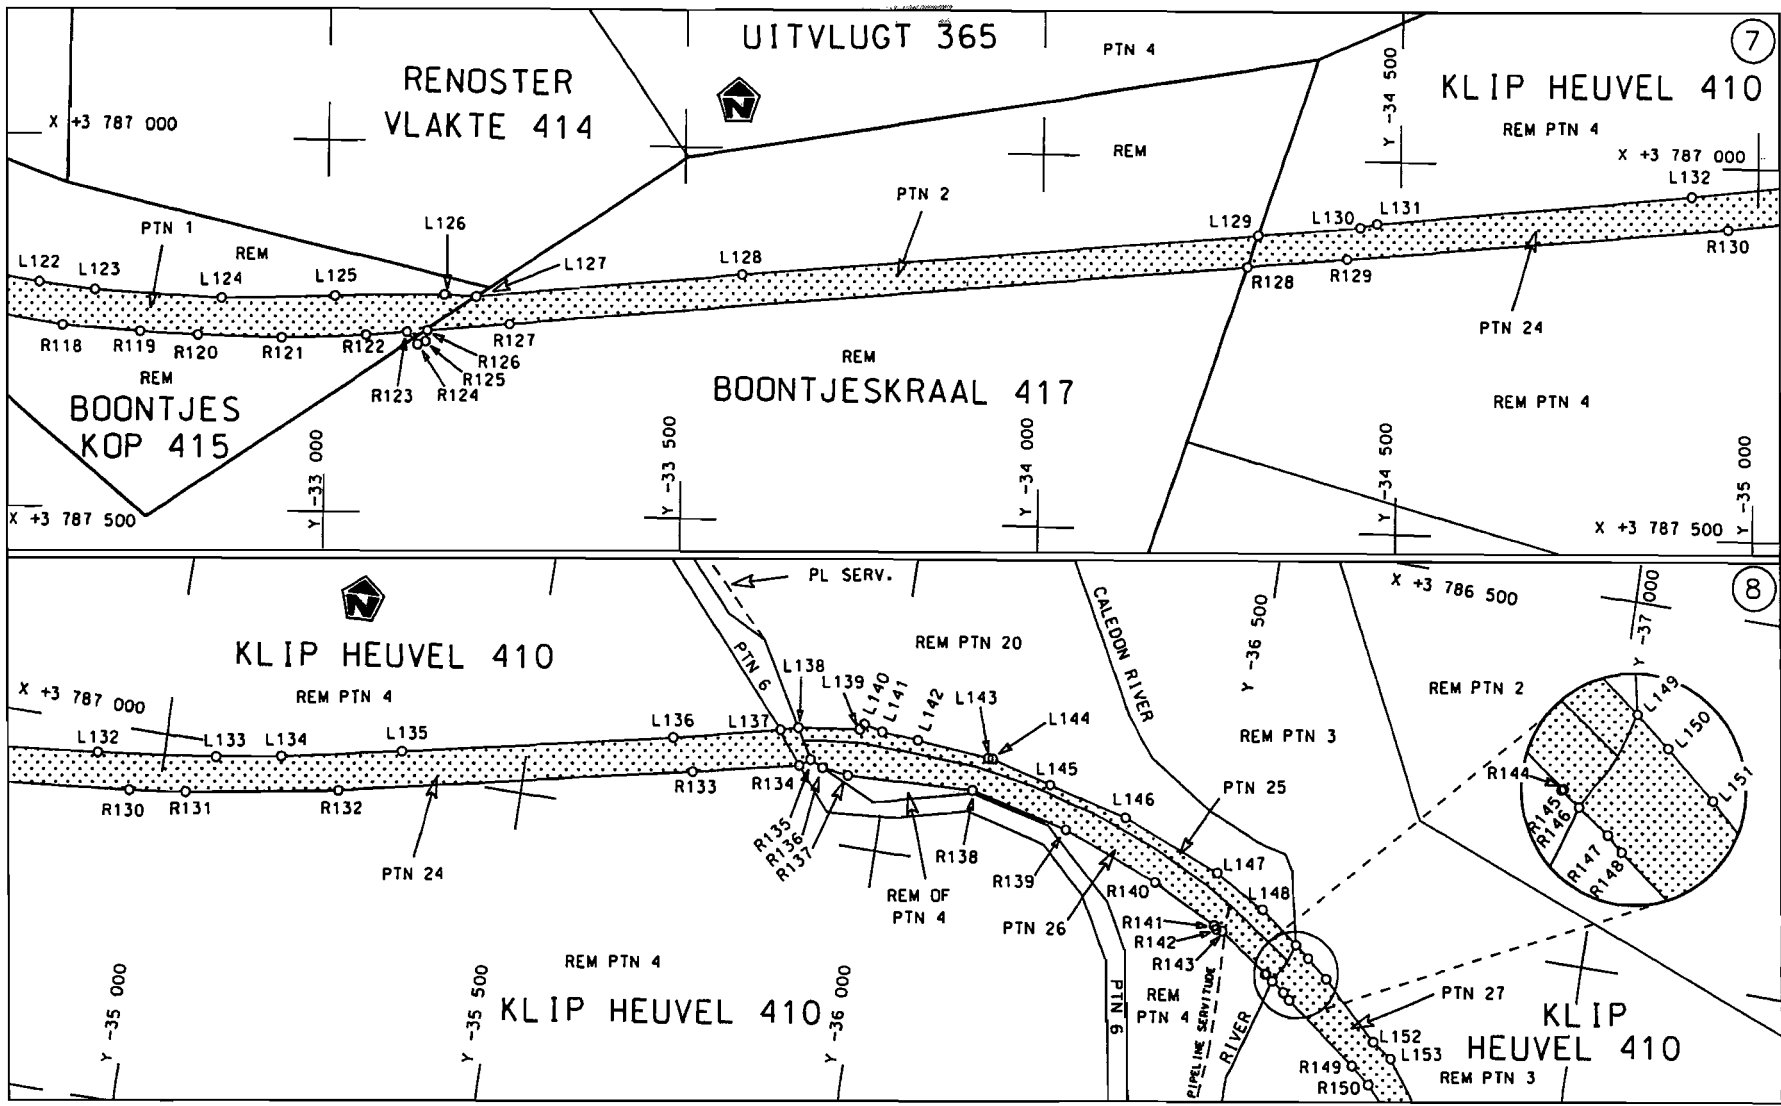 UITVLUGT 365
PTN 4
7
RENOSTER
VLAKTE 414
N
Y -34 500
KLIP HEUVEL 410
REM PTN 4
X +3 787 000
REM
X +3 787 000
L132
PTN 2
PTN 1
L126
REM
L129
L130
L131
L122
L123
L124
L125
L127
L128
R130
R128
R129
R118
R119
R120
R121
R122
R127
R126
R125
R124
R123
PTN 24
REM
REM
BOONTJESKRAAL 417
REM PTN 4
BOONTJES
KOP 415
Y -33 000
Y -33 500
Y -34 000
Y -34 500
Y -35 000
X +3 787 500
X +3 787 500
PL SERV.
CALEDON RIVER
X +3 786 500
Y -37 000
8
N
KLIP HEUVEL 410
REM PTN 4
PTN 6
REM PTN 20
Y -36 500
REM PTN 2
X +3 787 000
L138
L139
L140
L141
L142
L143
L144
L149
L150
L151
L132
L133
L134
L135
L136
L137
REM PTN 3
R144
R145
R146
R147
R148
R130
R131
R132
R133
R134
L145
L146
PTN 25
R135
R136
R137
R138
PTN 24
REM OF
PTN 4
R139
R140
L147
L148
PTN 26
R141
R142
R143
REM PTN 4
KLIP HEUVEL 410
Y -35 000
Y -35 500
Y -36 000
PTN 6
REM
PTN 4
PIPELINE SERVITUDE
RIVER
PTN 27
KLIP
HEUVEL 410
REM PTN 3
L152
L153
R149
R150